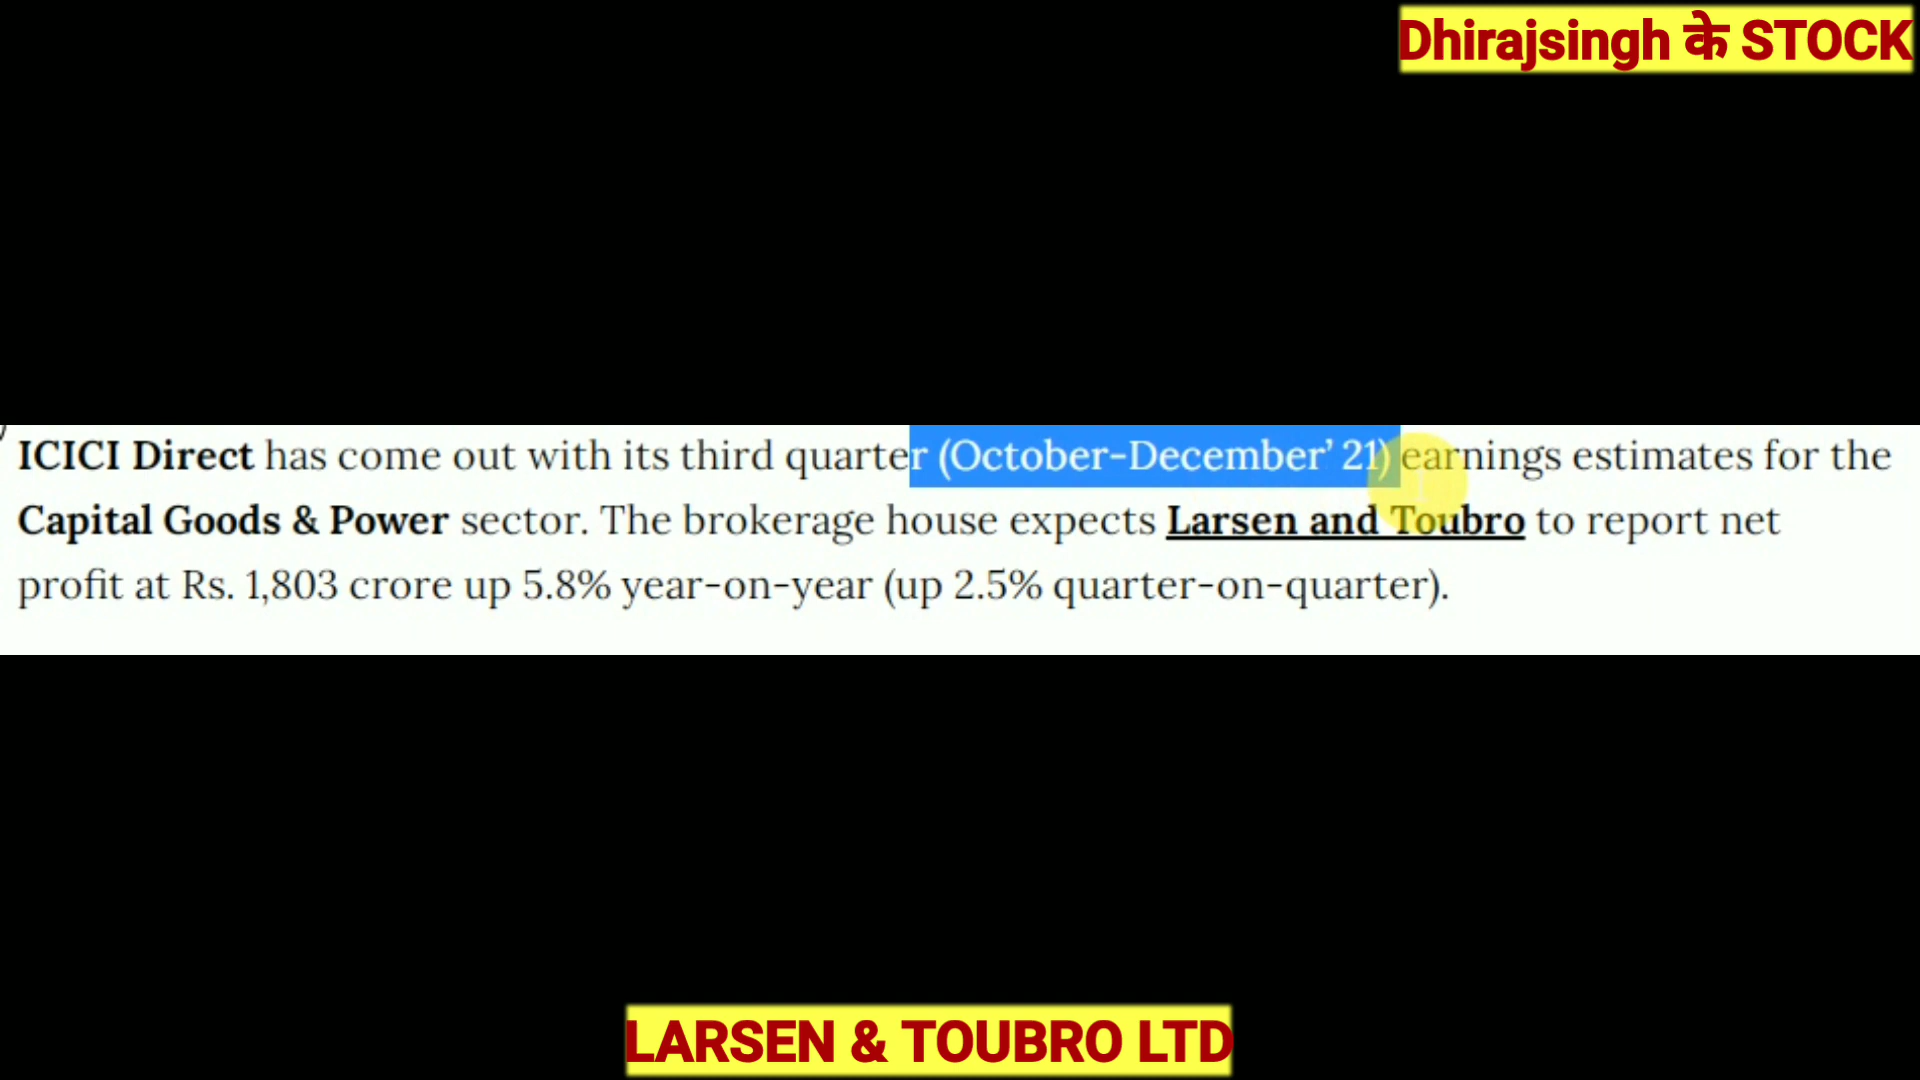 Dhirajsingh के STOCK
ICICI Direct has come out with its third quarter (October-December’ 21) earnings estimates for the
Capital Goods & Power sector. The brokerage house expects Larsen and Toubro to report net
profit at Rs. 1,803 crore up 5.8% year-on-year (up 2.5% quarter-on-quarter).
LARSEN & TOUBRO LTD